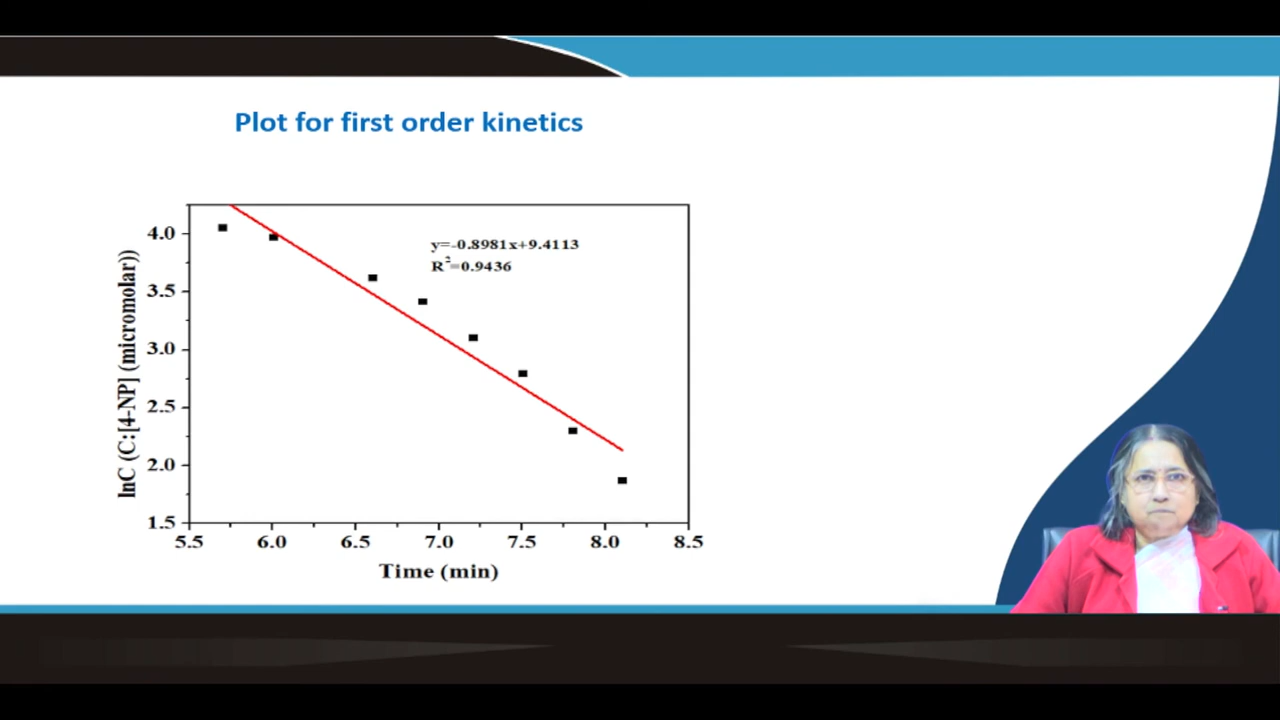 Plot for first order kinetics
y=-0.8981x+9.4113
R²=0.9436
4.0
3.5
3.0
2.5
2.0
1.5
lnC (C:[4-NP] (micromolar))
5.5 6.0 6.5 7.0 7.5 8.0 8.5
Time (min)